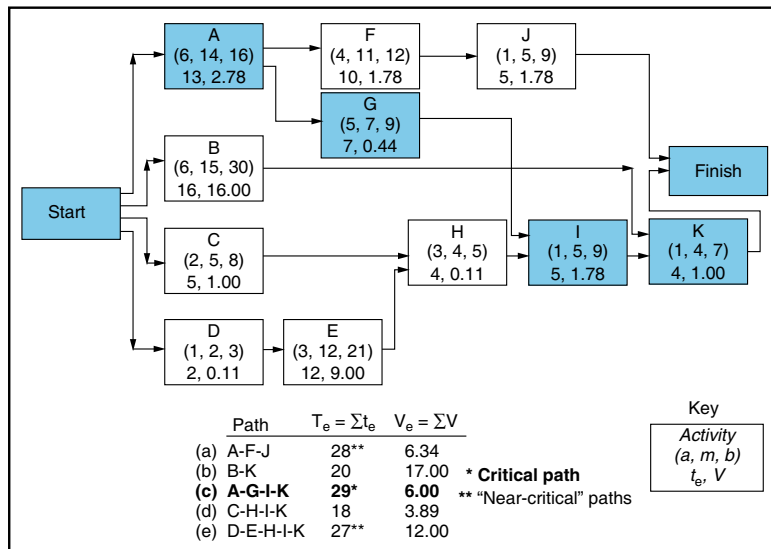 A
(6, 14, 16)
13, 2.78
F
(4, 11, 12)
10, 1.78
J
(1, 5, 9)
5, 1.78
G
(5, 7, 9)
7, 0.44
B
(6, 15, 30)
16, 16.00
Start
Finish
C
(2, 5, 8)
5, 1.00
H
(3, 4, 5)
4, 0.11
I
(1, 5, 9)
5, 1.78
K
(1, 4, 7)
4, 1.00
D
(1, 2, 3)
2, 0.11
E
(3, 12, 21)
12, 9.00
Path Te = Σte Ve = ΣV
(a) A-F-J 28** 6.34
(b) B-K 20 17.00
(c) A-G-I-K 29* 6.00
(d) C-H-I-K 18 3.89
(e) D-E-H-I-K 27** 12.00
* Critical path
** "Near-critical" paths
Key
Activity
(a, m, b)
te, V